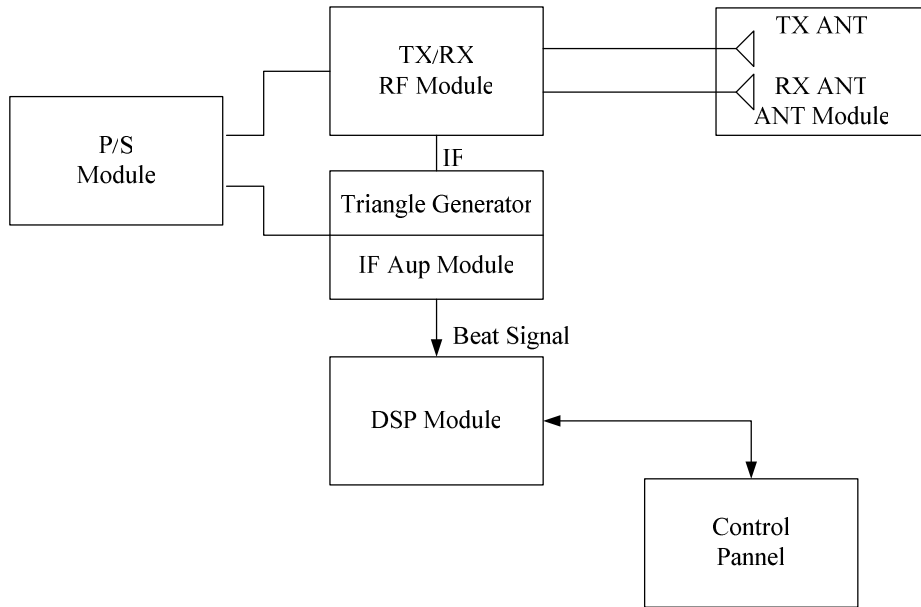 TX/RX
RF Module
TX ANT
RX ANT
ANT Module
P/S
Module
IF
Triangle Generator
IF Aup Module
Beat Signal
DSP Module
Control
Pannel